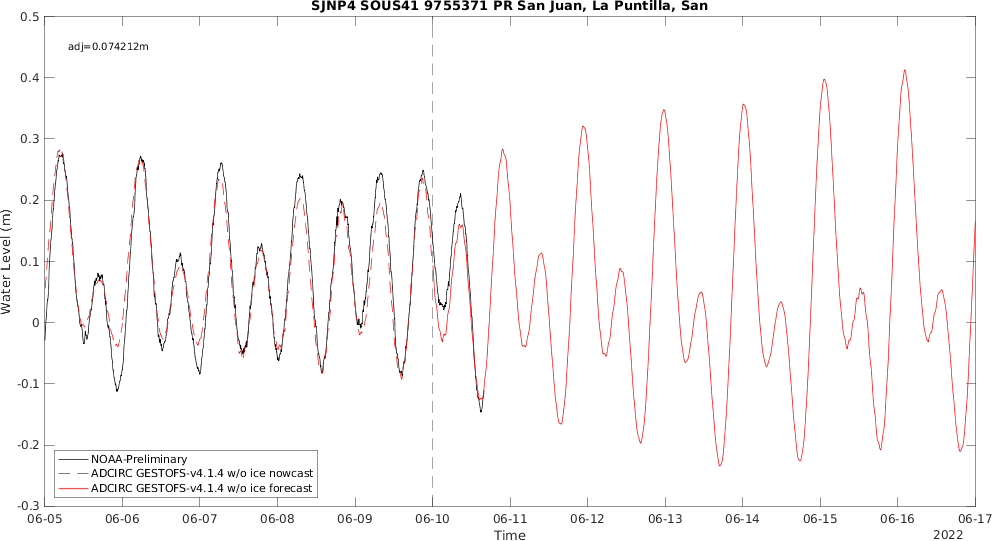 SJNP4 SOUS41 9755371 PR San Juan, La Puntilla, San
adj=0.074212m
Water Level (m)
0.5
0.4
0.3
0.2
0.1
0
-0.1
-0.2
-0.3
NOAA-Preliminary
ADCIRC GESTOFS-v4.1.4 w/o ice nowcast
ADCIRC GESTOFS-v4.1.4 w/o ice forecast
06-05 06-06 06-07 06-08 06-09 06-10 06-11 06-12 06-13 06-14 06-15 06-16 06-17
Time
2022